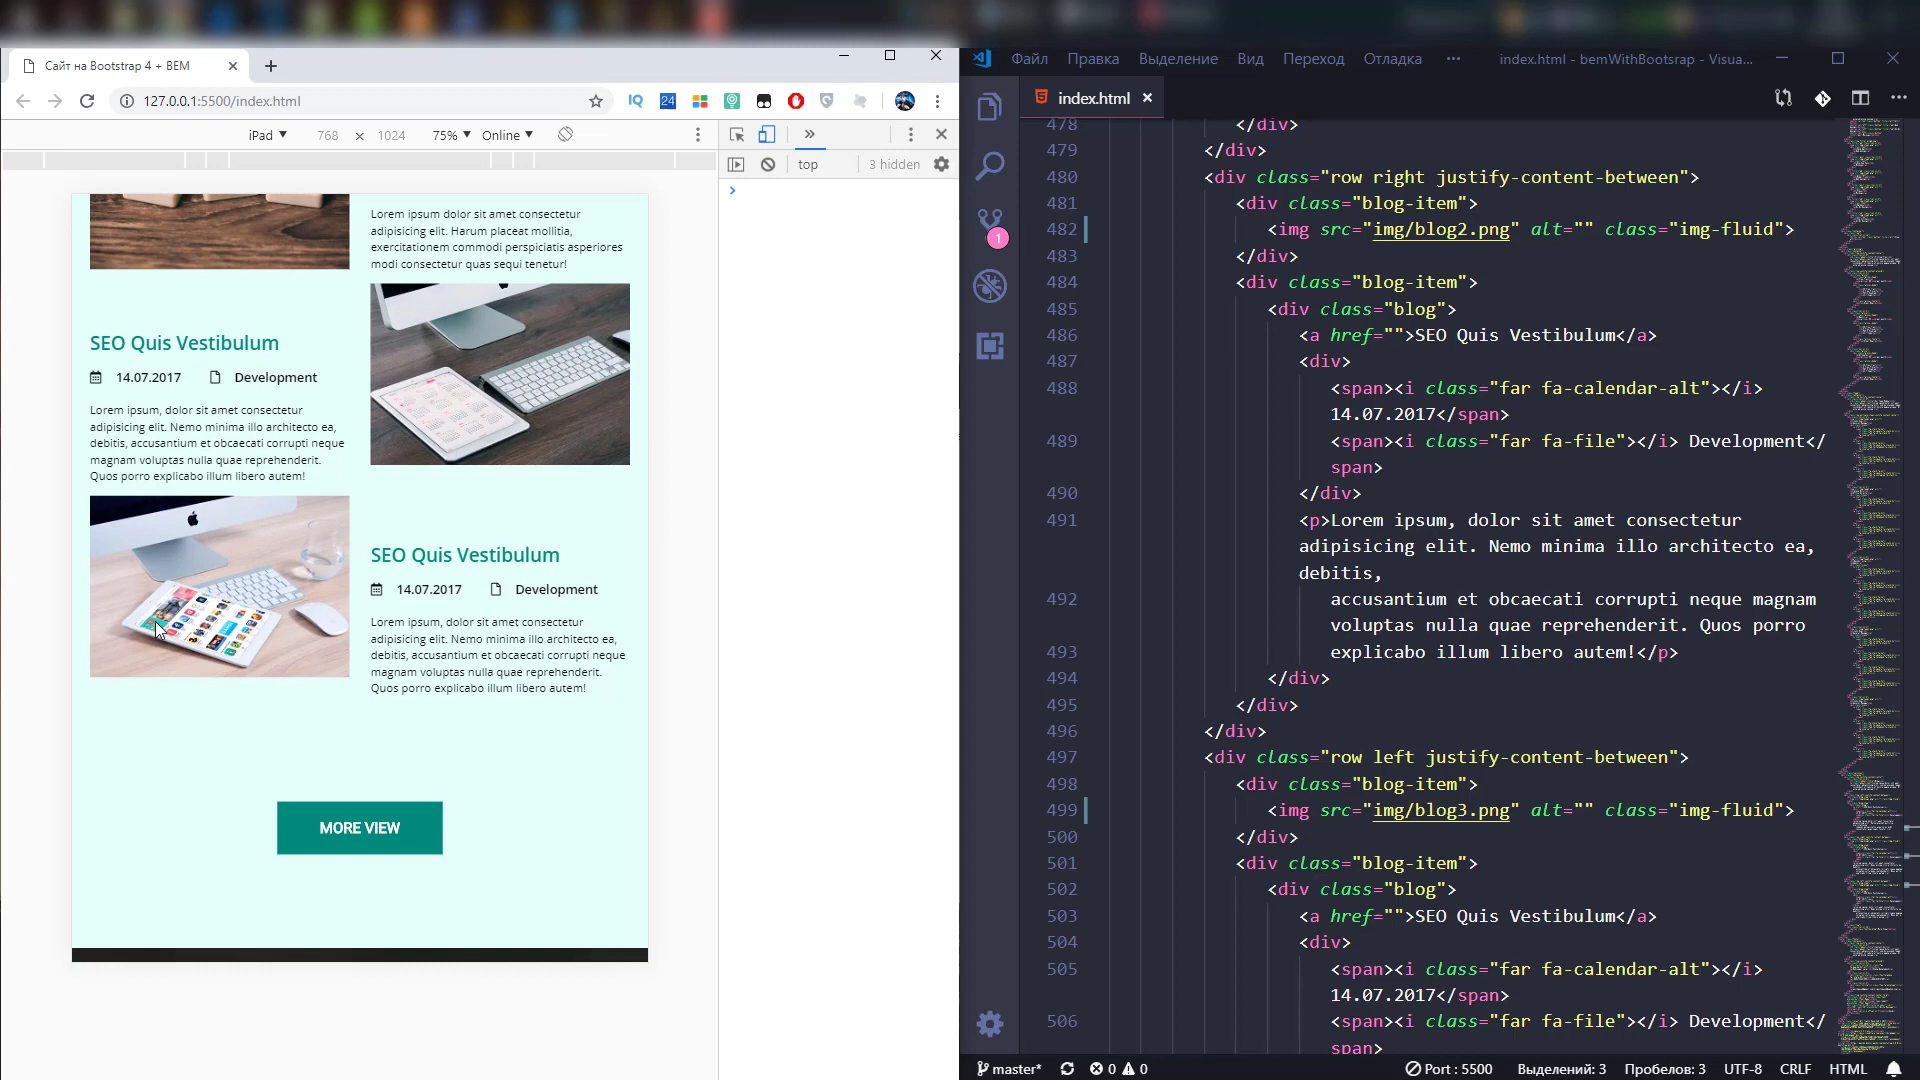 Сайт на Bootstrap 4 + BEM
127.0.0.1:5500/index.html
IQ
24
iPad
768
×
1024
75%
Online
top
3 hidden
Lorem ipsum dolor sit amet consectetur
adipisicing elit. Harum placeat mollitia,
exercitationem commodi perspiciatis asperiores
modi consectetur quas sequi tenetur!
SEO Quis Vestibulum
14.07.2017
Development
Lorem ipsum, dolor sit amet consectetur
adipisicing elit. Nemo minima illo architecto ea,
debitis, accusantium et obcaecati corrupti neque
magnam voluptas nulla quae reprehenderit.
Quos porro explicabo illum libero autem!
SEO Quis Vestibulum
14.07.2017
Development
Lorem ipsum, dolor sit amet consectetur
adipisicing elit. Nemo minima illo architecto ea,
debitis, accusantium et obcaecati corrupti neque
magnam voluptas nulla quae reprehenderit.
Quos porro explicabo illum libero autem!
MORE VIEW
Файл Правка Выделение Вид Переход Отладка ··· index.html - bemWithBootsrap - Visua...
index.html
1
478 </div>
479 </div>
480 <div class="row right justify-content-between">
481 <div class="blog-item">
482 <img src="img/blog2.png" alt="" class="img-fluid">
483 </div>
484 <div class="blog-item">
485 <div class="blog">
486 <a href="">SEO Quis Vestibulum</a>
487 <div>
488 <span><i class="far fa-calendar-alt"></i>
14.07.2017</span>
489 <span><i class="far fa-file"></i> Development</
span>
490 </div>
491 <p>Lorem ipsum, dolor sit amet consectetur
adipisicing elit. Nemo minima illo architecto ea,
debitis,
492 accusantium et obcaecati corrupti neque magnam
voluptas nulla quae reprehenderit. Quos porro
493 explicabo illum libero autem!</p>
494 </div>
495 </div>
496 </div>
497 <div class="row left justify-content-between">
498 <div class="blog-item">
499 <img src="img/blog3.png" alt="" class="img-fluid">
500 </div>
501 <div class="blog-item">
502 <div class="blog">
503 <a href="">SEO Quis Vestibulum</a>
504 <div>
505 <span><i class="far fa-calendar-alt"></i>
14.07.2017</span>
506 <span><i class="far fa-file"></i> Development</
span>
master* 0 0 Port : 5500 Выделений: 3 Пробелов: 3 UTF-8 CRLF HTML